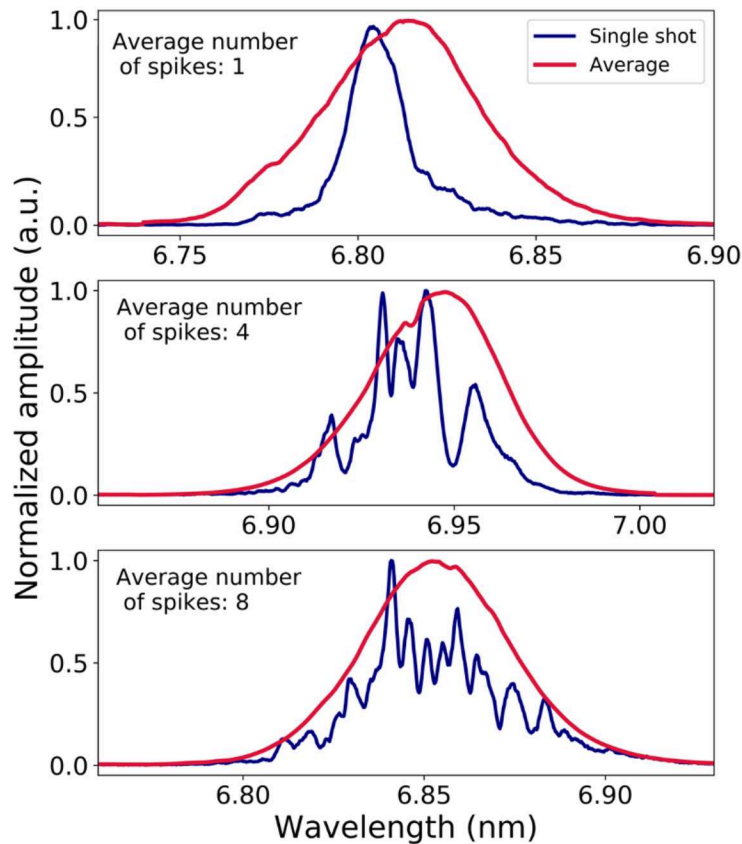 Normalized amplitude (a.u.)
1.0
0.5
0.0
Average number
of spikes: 1
Single shot
Average
6.75
6.80
6.85
6.90
1.0
0.5
0.0
Average number
of spikes: 4
6.90
6.95
7.00
1.0
0.5
0.0
Average number
of spikes: 8
6.80
6.85
6.90
Wavelength (nm)